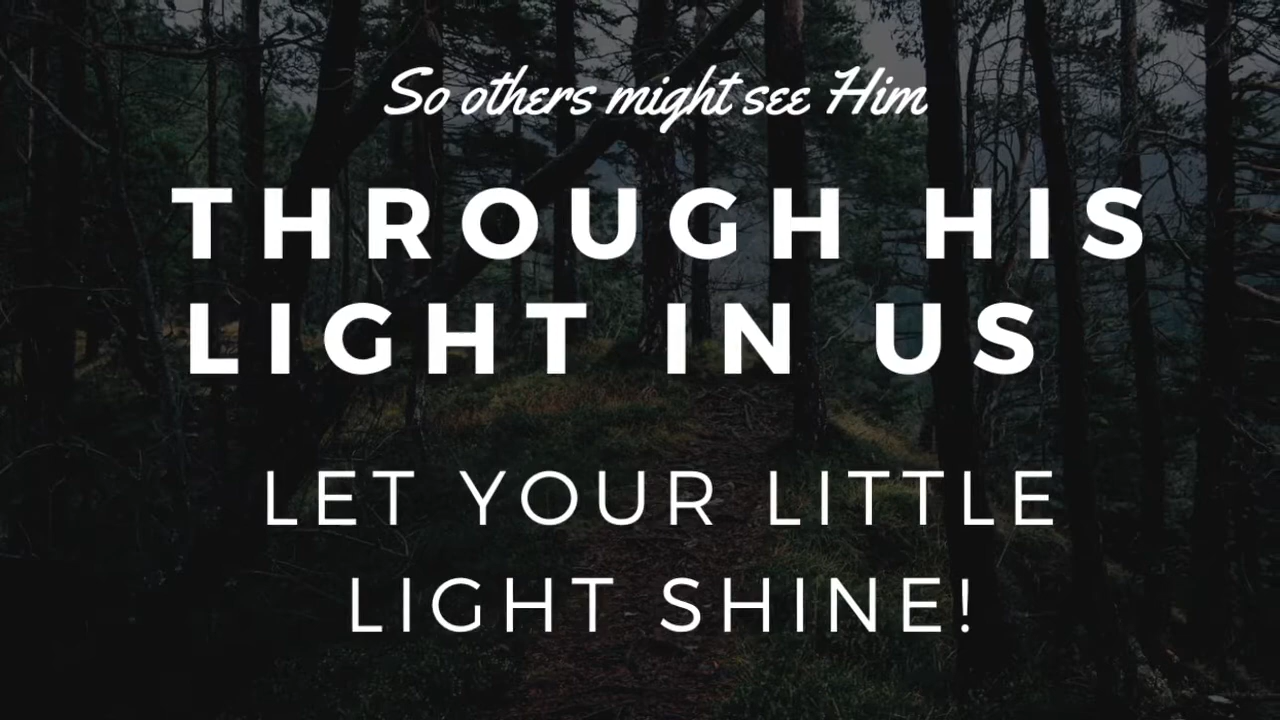 So others might see Him
THROUGH HIS
LIGHT IN US
LET YOUR LITTLE
LIGHT SHINE!